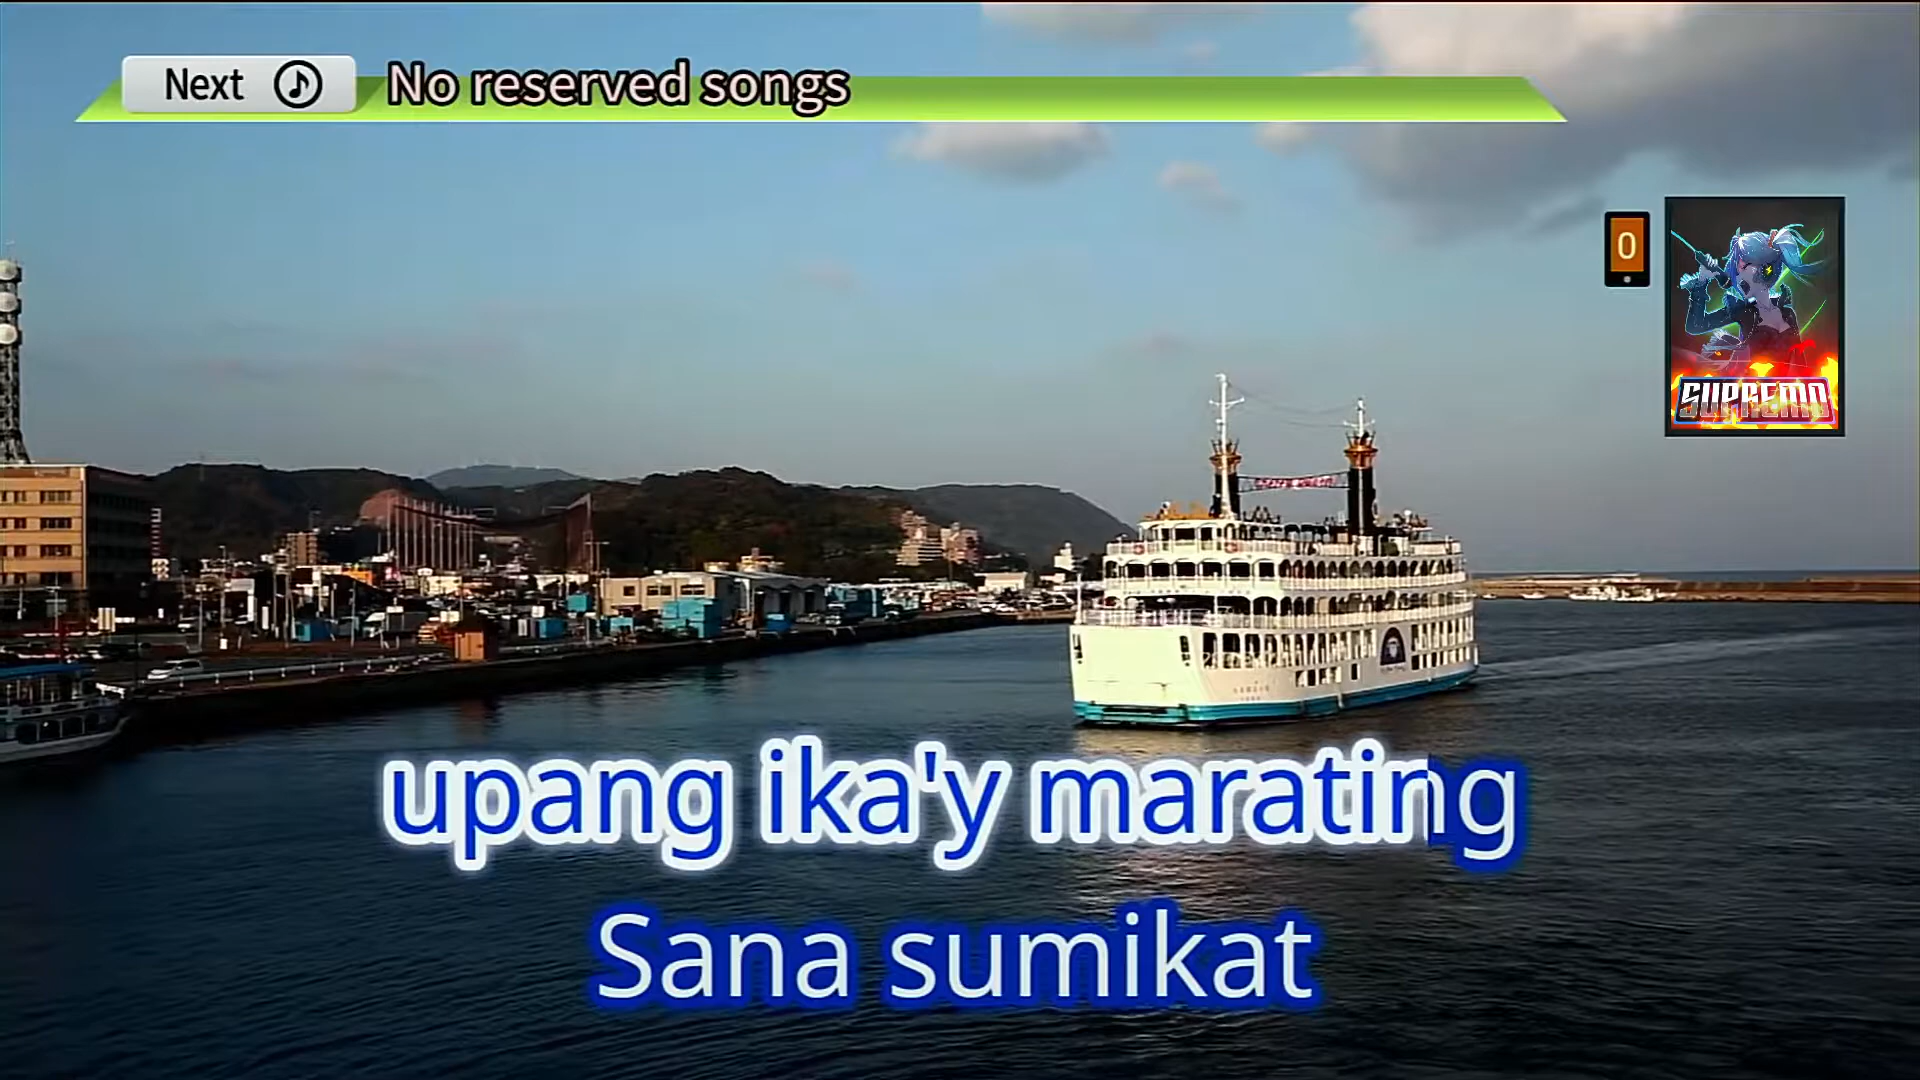 Next No reserved songs
0
SUPREMO
upang ika'y marating
Sana sumikat